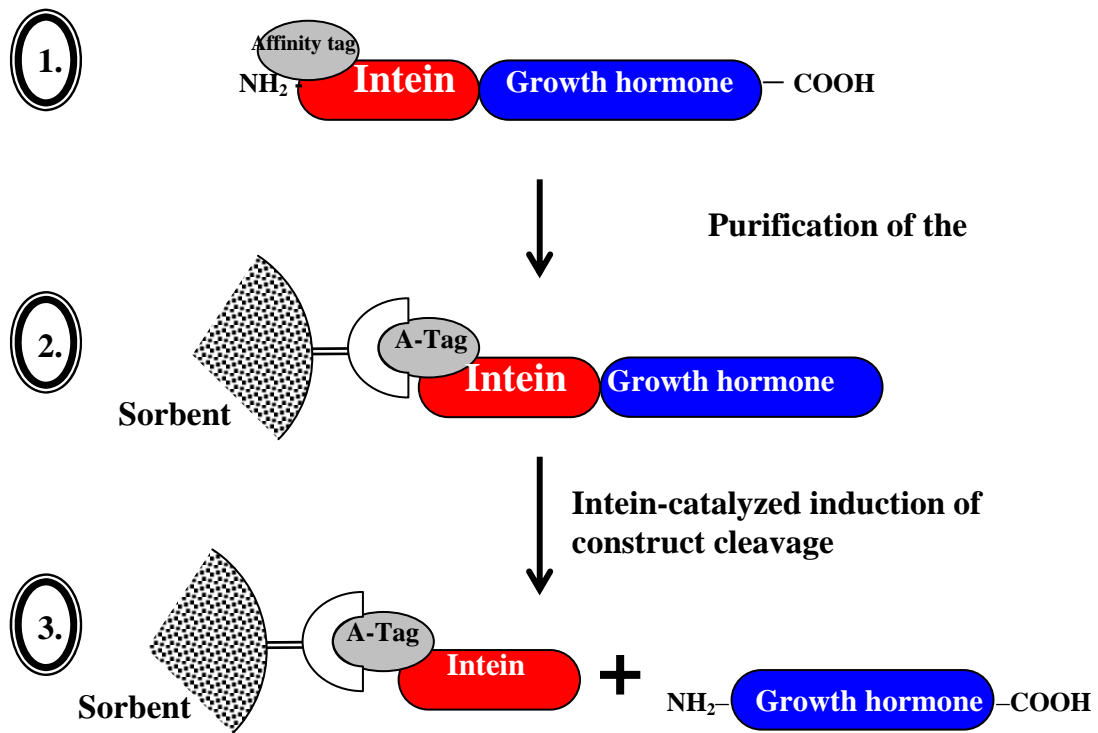 1.
Affinity tag
NH2 -
Intein
Growth hormone
— COOH
Purification of the
2.
A-Tag
Intein
Growth hormone
Sorbent
Intein-catalyzed induction of
construct cleavage
3.
A-Tag
Intein
+
NH2–
Growth hormone
–COOH
Sorbent